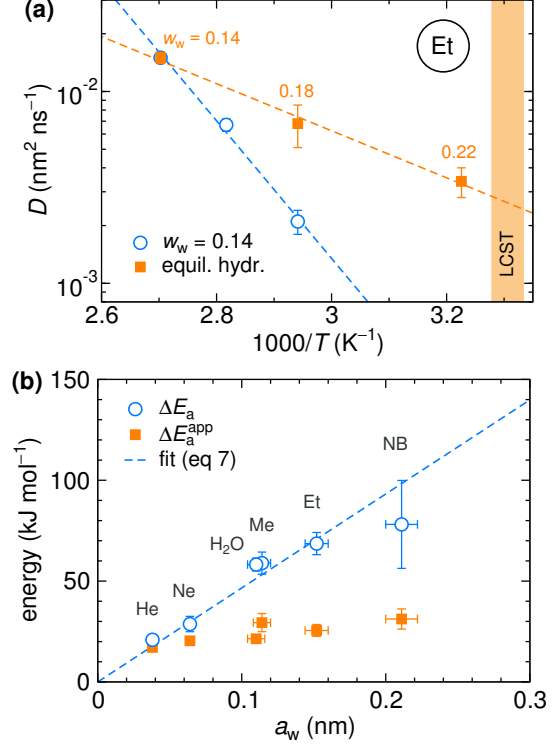 (a)
w_w = 0.14
Et
0.18
0.22
LCST
w_w = 0.14
equil. hydr.
D (nm² ns⁻¹)
10⁻²
10⁻³
2.6 2.8 3 3.2
1000/T (K⁻¹)
(b)
ΔE_a
ΔE_a^app
fit (eq 7)
He
Ne
H₂O
Me
Et
NB
energy (kJ mol⁻¹)
150
100
50
0
0 0.1 0.2 0.3
a_w (nm)